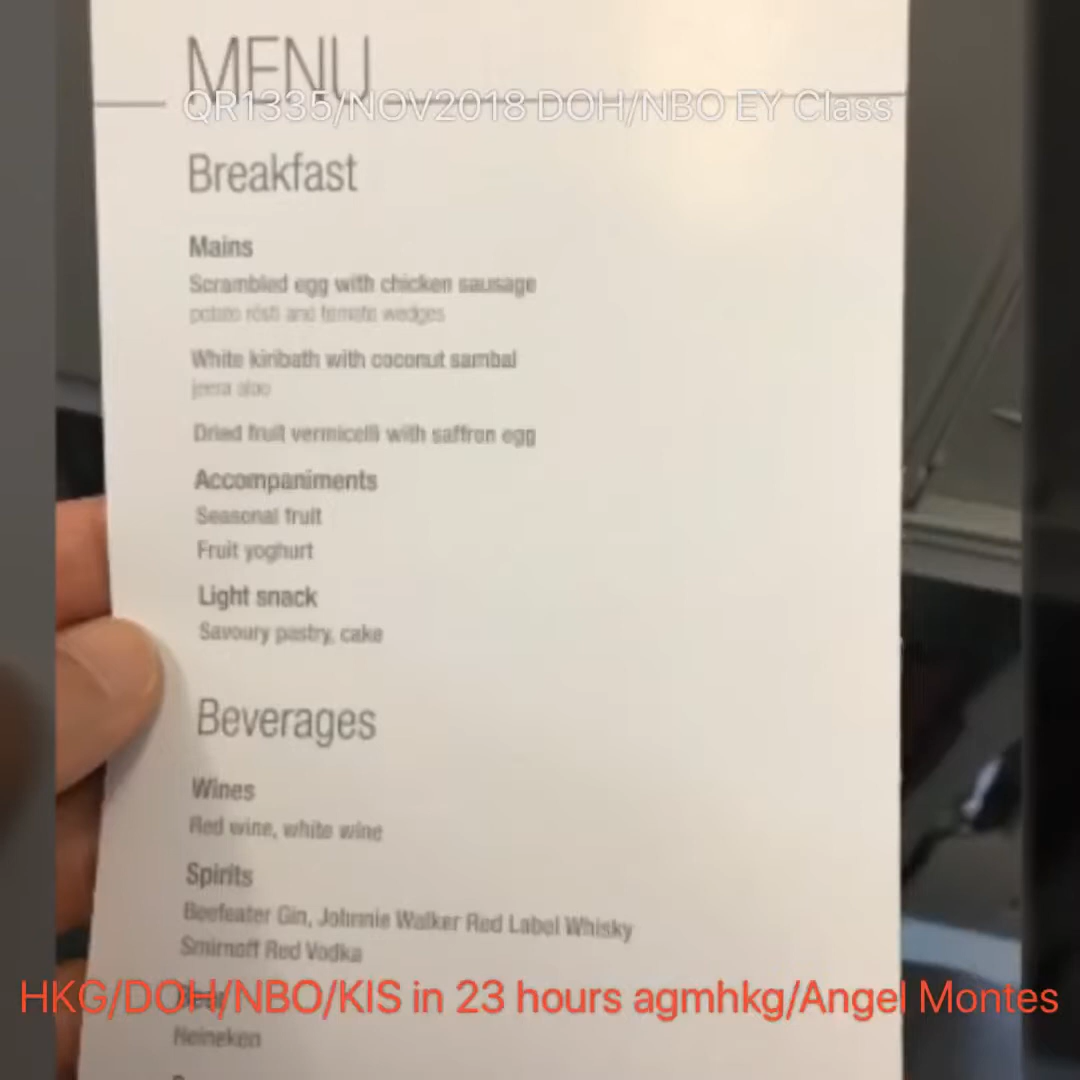 MENU
QR1335/NOV2018 DOH/NBO EY Class
Breakfast
Mains
Scrambled egg with chicken sausage
potato rösti and tomato wedges
White kiribath with coconut sambal
jeera aloo
Dried fruit vermicelli with saffron egg
Accompaniments
Seasonal fruit
Fruit yoghurt
Light snack
Savoury pastry, cake
Beverages
Wines
Red wine, white wine
Spirits
Beefeater Gin, Johnnie Walker Red Label Whisky
Smirnoff Red Vodka
Beer
HKG/DOH/NBO/KIS in 23 hours agmhkg/Angel Montes
Heineken